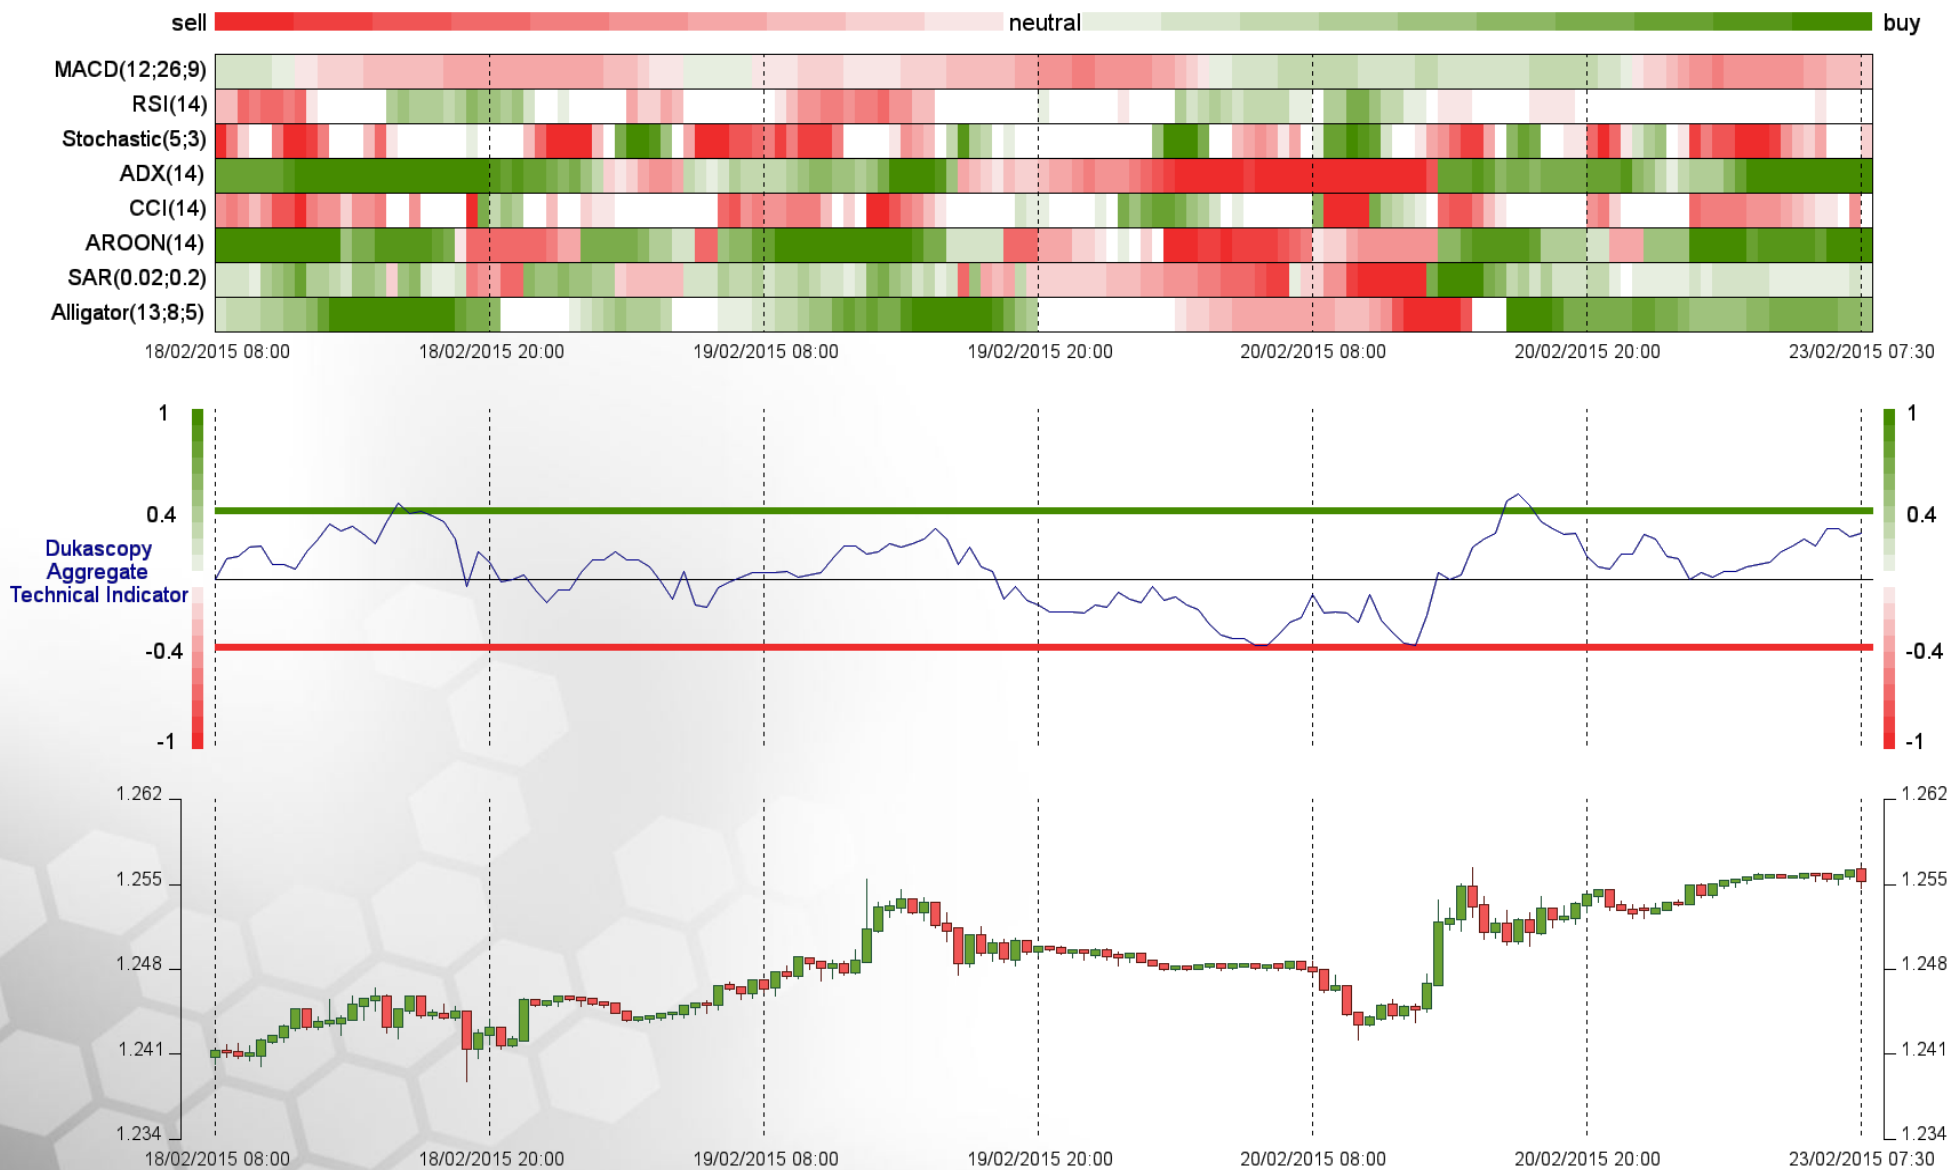 sell neutral buy
MACD(12;26;9)
RSI(14)
Stochastic(5;3)
ADX(14)
CCI(14)
AROON(14)
SAR(0.02;0.2)
Alligator(13;8;5)
18/02/2015 08:00 18/02/2015 20:00 19/02/2015 08:00 19/02/2015 20:00 20/02/2015 08:00 20/02/2015 20:00 23/02/2015 07:30
1 1
0.4 0.4
Dukascopy
Aggregate
Technical Indicator
-0.4 -0.4
-1 -1
1.262 1.262
1.255 1.255
1.248 1.248
1.241 1.241
1.234 1.234
18/02/2015 08:00 18/02/2015 20:00 19/02/2015 08:00 19/02/2015 20:00 20/02/2015 08:00 20/02/2015 20:00 23/02/2015 07:30